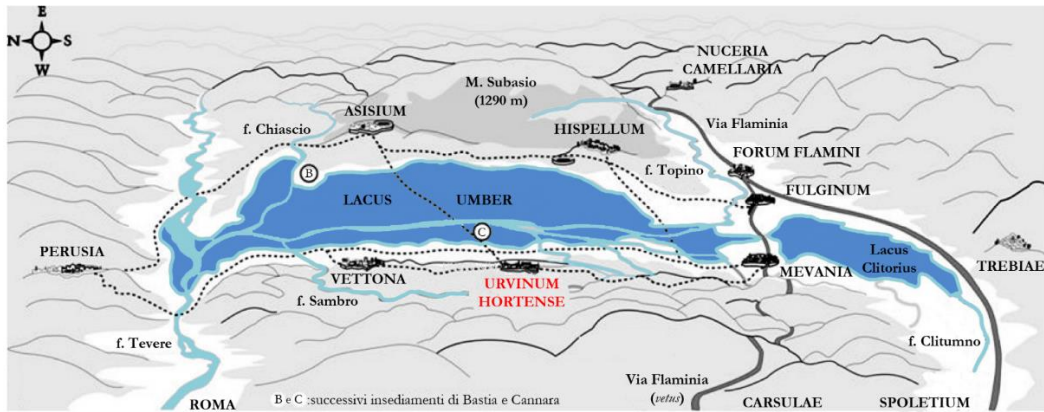 E
N S
W
NUCERIA
CAMELLARIA
M. Subasio
(1290 m)
ASISIUM
f. Chiascio
HISPELLUM
Via Flaminia
FORUM FLAMINI
f. Topino
B
FULGINUM
LACUS UMBER
C
PERUSIA
Lacus
Clitorius
TREBIAE
VETTONA
URVINUM
HORTENSE
MEVANIA
f. Sambro
f. Tevere
f. Clitumno
Via Flaminia
(vetus)
ROMA
B e C :successivi insediamenti di Bastia e Cannara
CARSULAE
SPOLETIUM